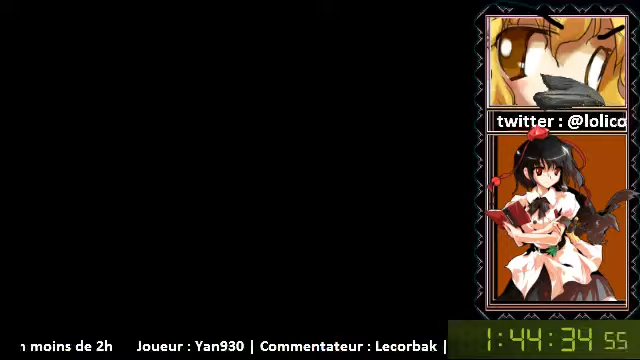 twitter : @lolico
moins de 2h Joueur : Yan930 | Commentateur : Lecorbak |
1:44:34 55